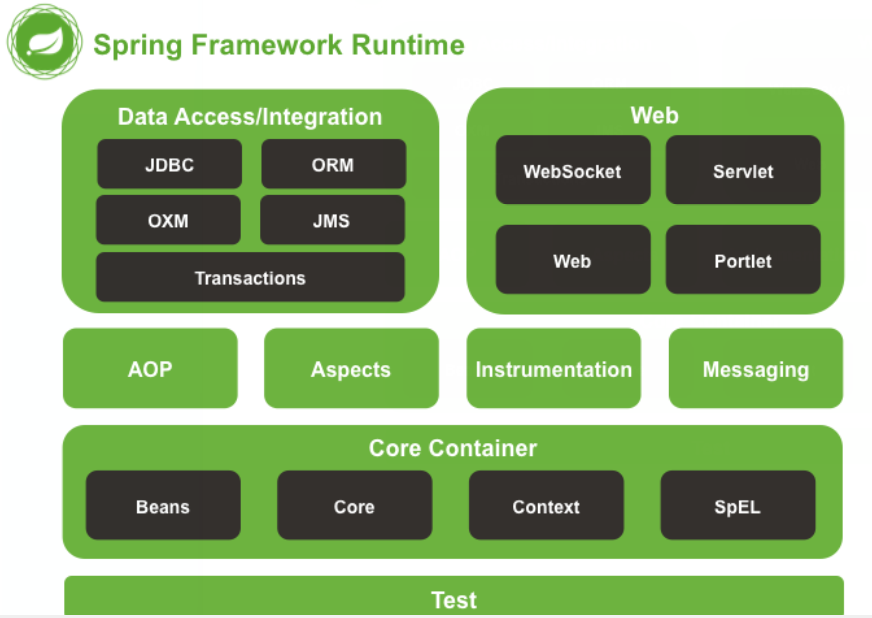 Spring Framework Runtime
Data Access/Integration
JDBC
ORM
OXM
JMS
Transactions
Web
WebSocket
Servlet
Web
Portlet
AOP
Aspects
Instrumentation
Messaging
Core Container
Beans
Core
Context
SpEL
Test